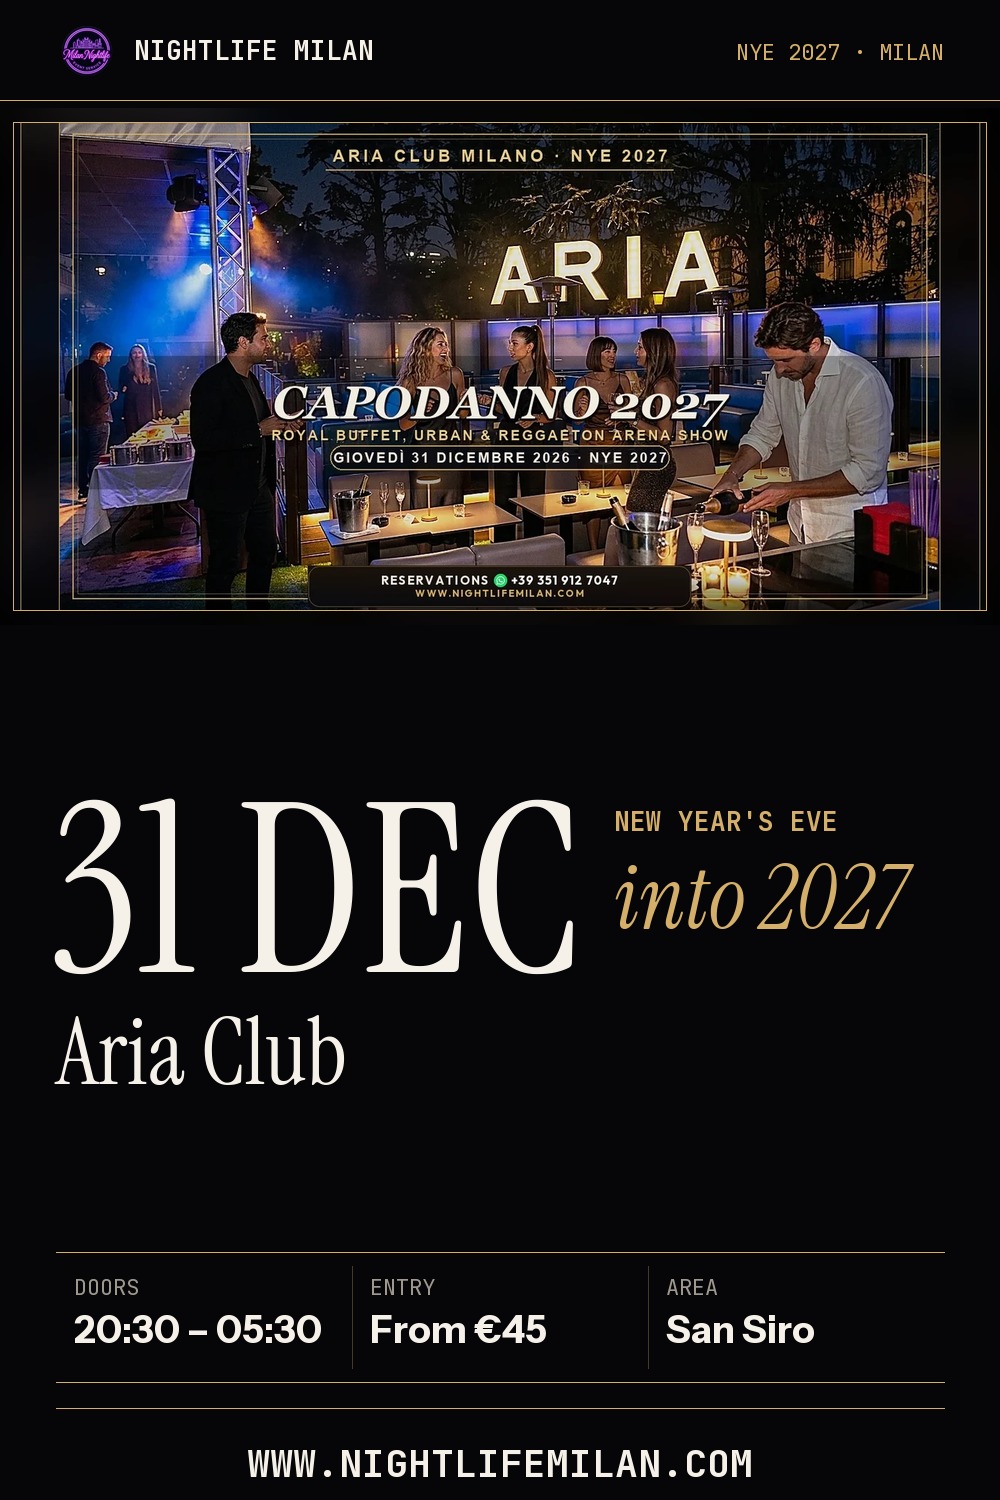 Milan Nightlife
NIGHTLIFE MILAN
NYE 2027 · MILAN
ARIA CLUB MILANO · NYE 2027
ARIA
CAPODANNO 2027
ROYAL BUFFET, URBAN & REGGAETON ARENA SHOW
GIOVEDÌ 31 DICEMBRE 2026 · NYE 2027
RESERVATIONS +39 351 912 7047
WWW.NIGHTLIFEMILAN.COM
31 DEC
NEW YEAR'S EVE
into 2027
Aria Club
DOORS
20:30 – 05:30
ENTRY
From €45
AREA
San Siro
WWW.NIGHTLIFEMILAN.COM